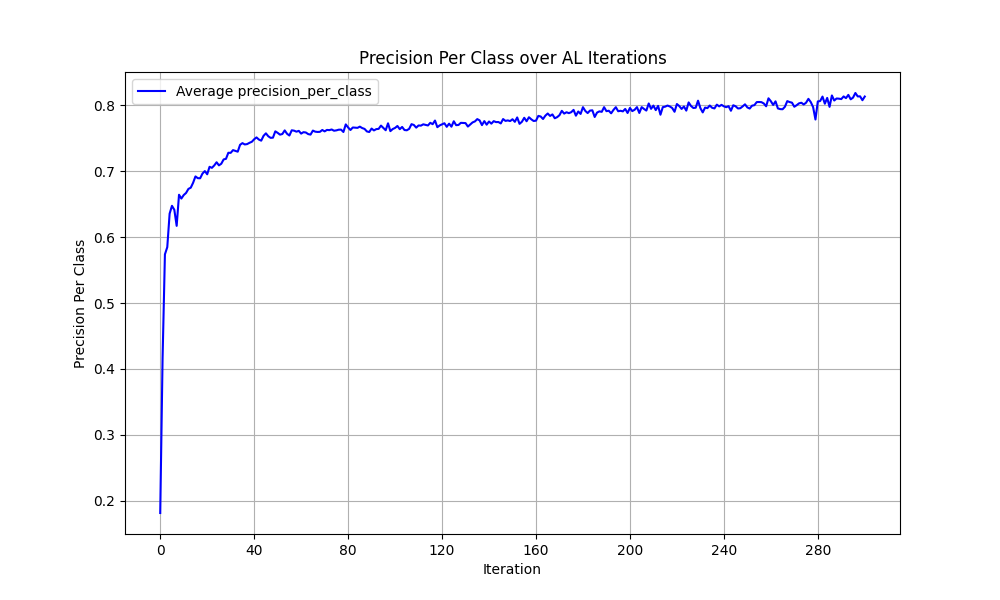 Precision Per Class over AL Iterations
Average precision_per_class
Precision Per Class
0.8
0.7
0.6
0.5
0.4
0.3
0.2
0 40 80 120 160 200 240 280
Iteration